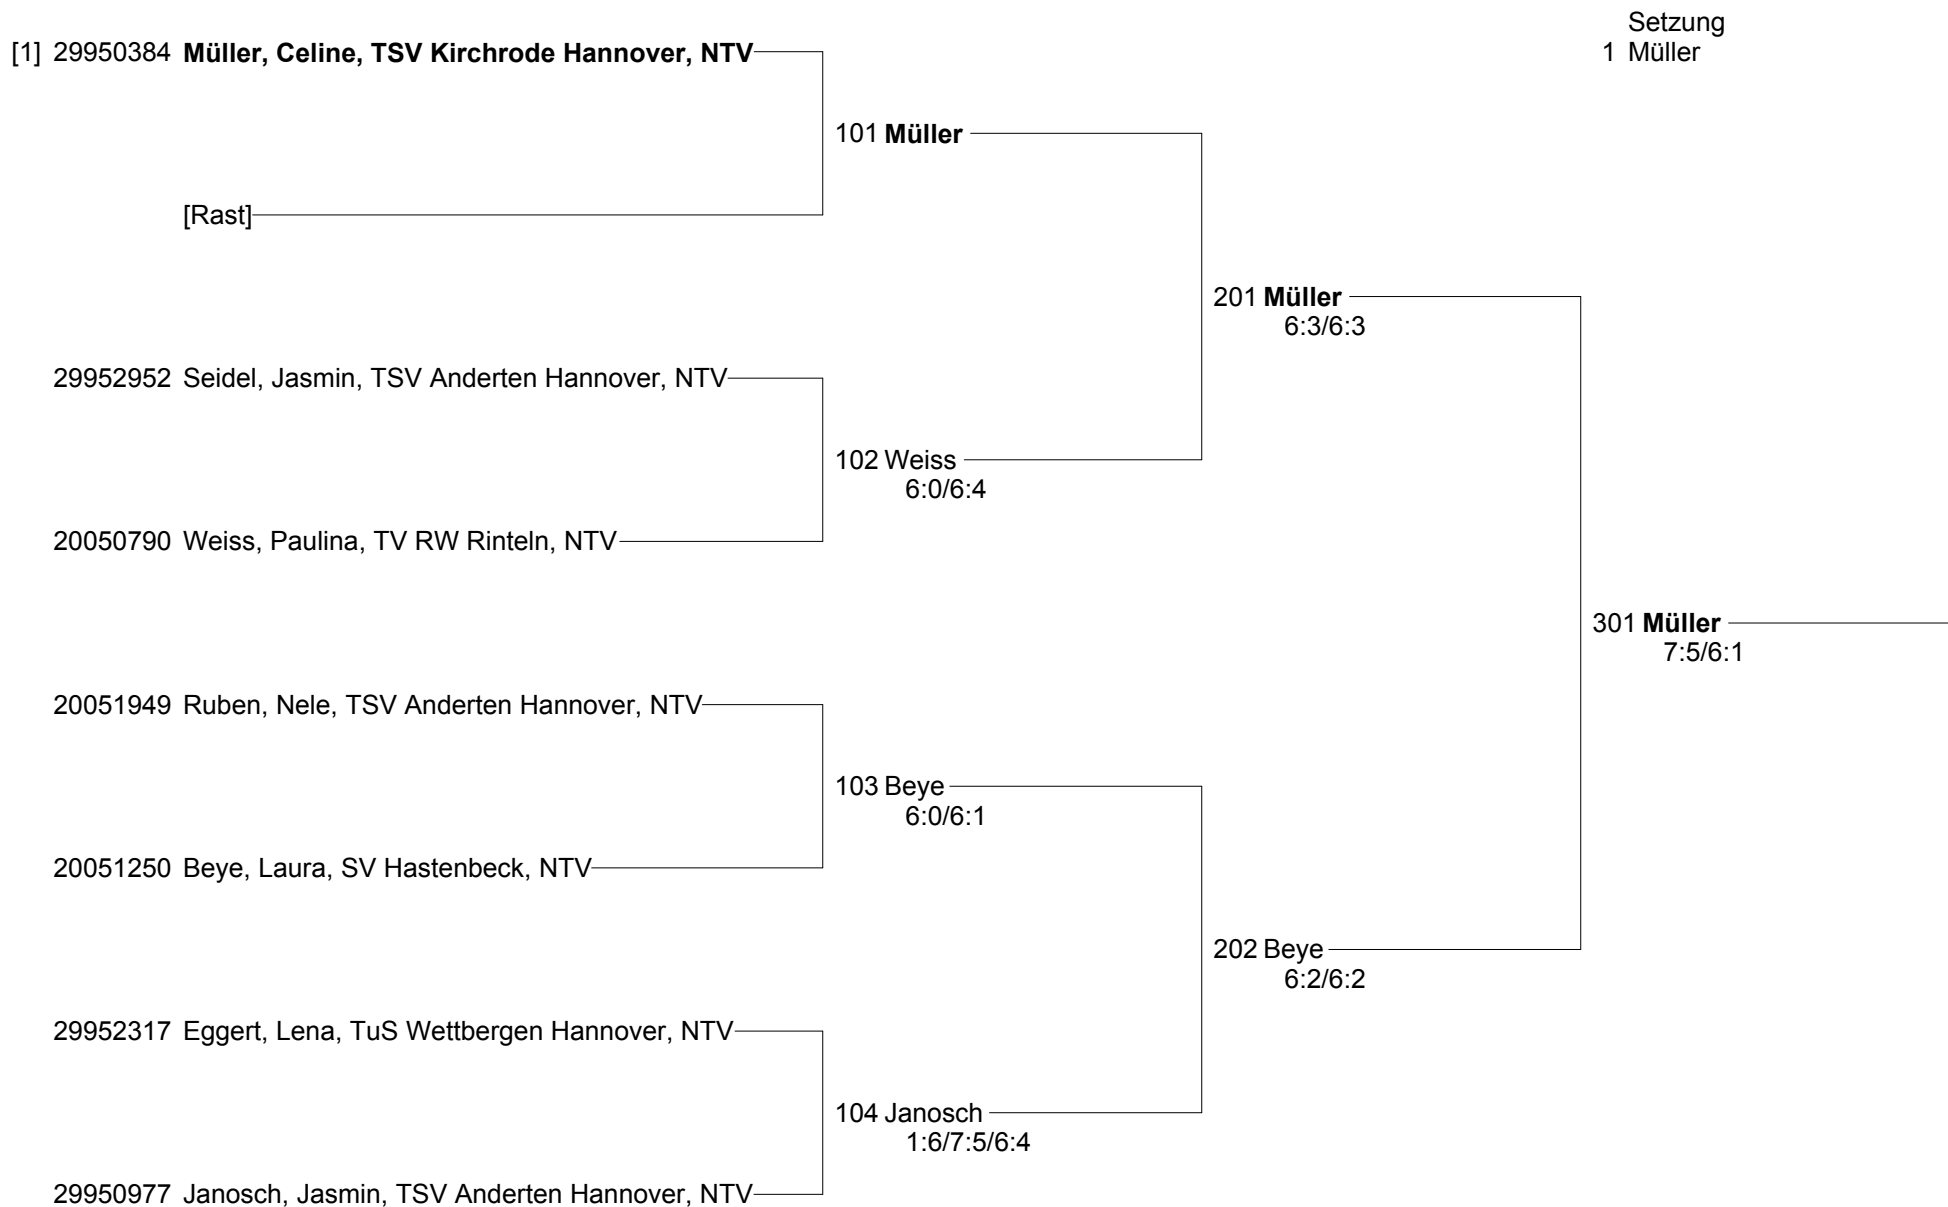 Setzung
[1] 29950384 Müller, Celine, TSV Kirchrode Hannover, NTV
1 Müller
101 Müller
[Rast]
201 Müller
6:3/6:3
29952952 Seidel, Jasmin, TSV Anderten Hannover, NTV
102 Weiss
6:0/6:4
20050790 Weiss, Paulina, TV RW Rinteln, NTV
301 Müller
7:5/6:1
20051949 Ruben, Nele, TSV Anderten Hannover, NTV
103 Beye
6:0/6:1
20051250 Beye, Laura, SV Hastenbeck, NTV
202 Beye
6:2/6:2
29952317 Eggert, Lena, TuS Wettbergen Hannover, NTV
104 Janosch
1:6/7:5/6:4
29950977 Janosch, Jasmin, TSV Anderten Hannover, NTV